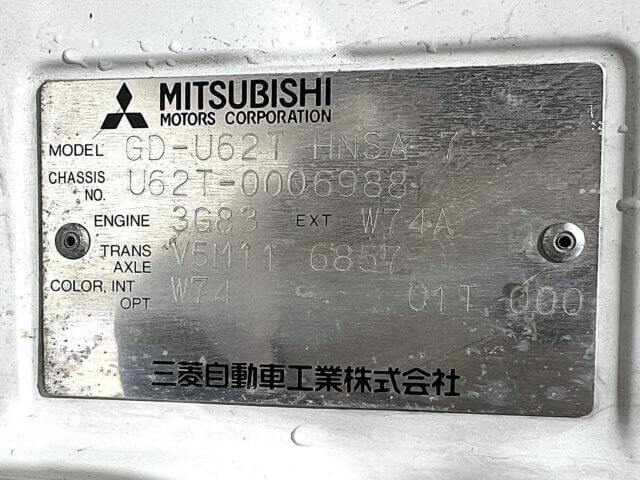 MITSUBISHI
MOTORS CORPORATION
MODEL GD-U62T HNSA 7
CHASSIS NO. U62T-0006988
ENGINE 3G83 EXT W74A
TRANS AXLE V5M11 6857
COLOR, INT OPT W74 01T 000
三菱自動車工業株式会社